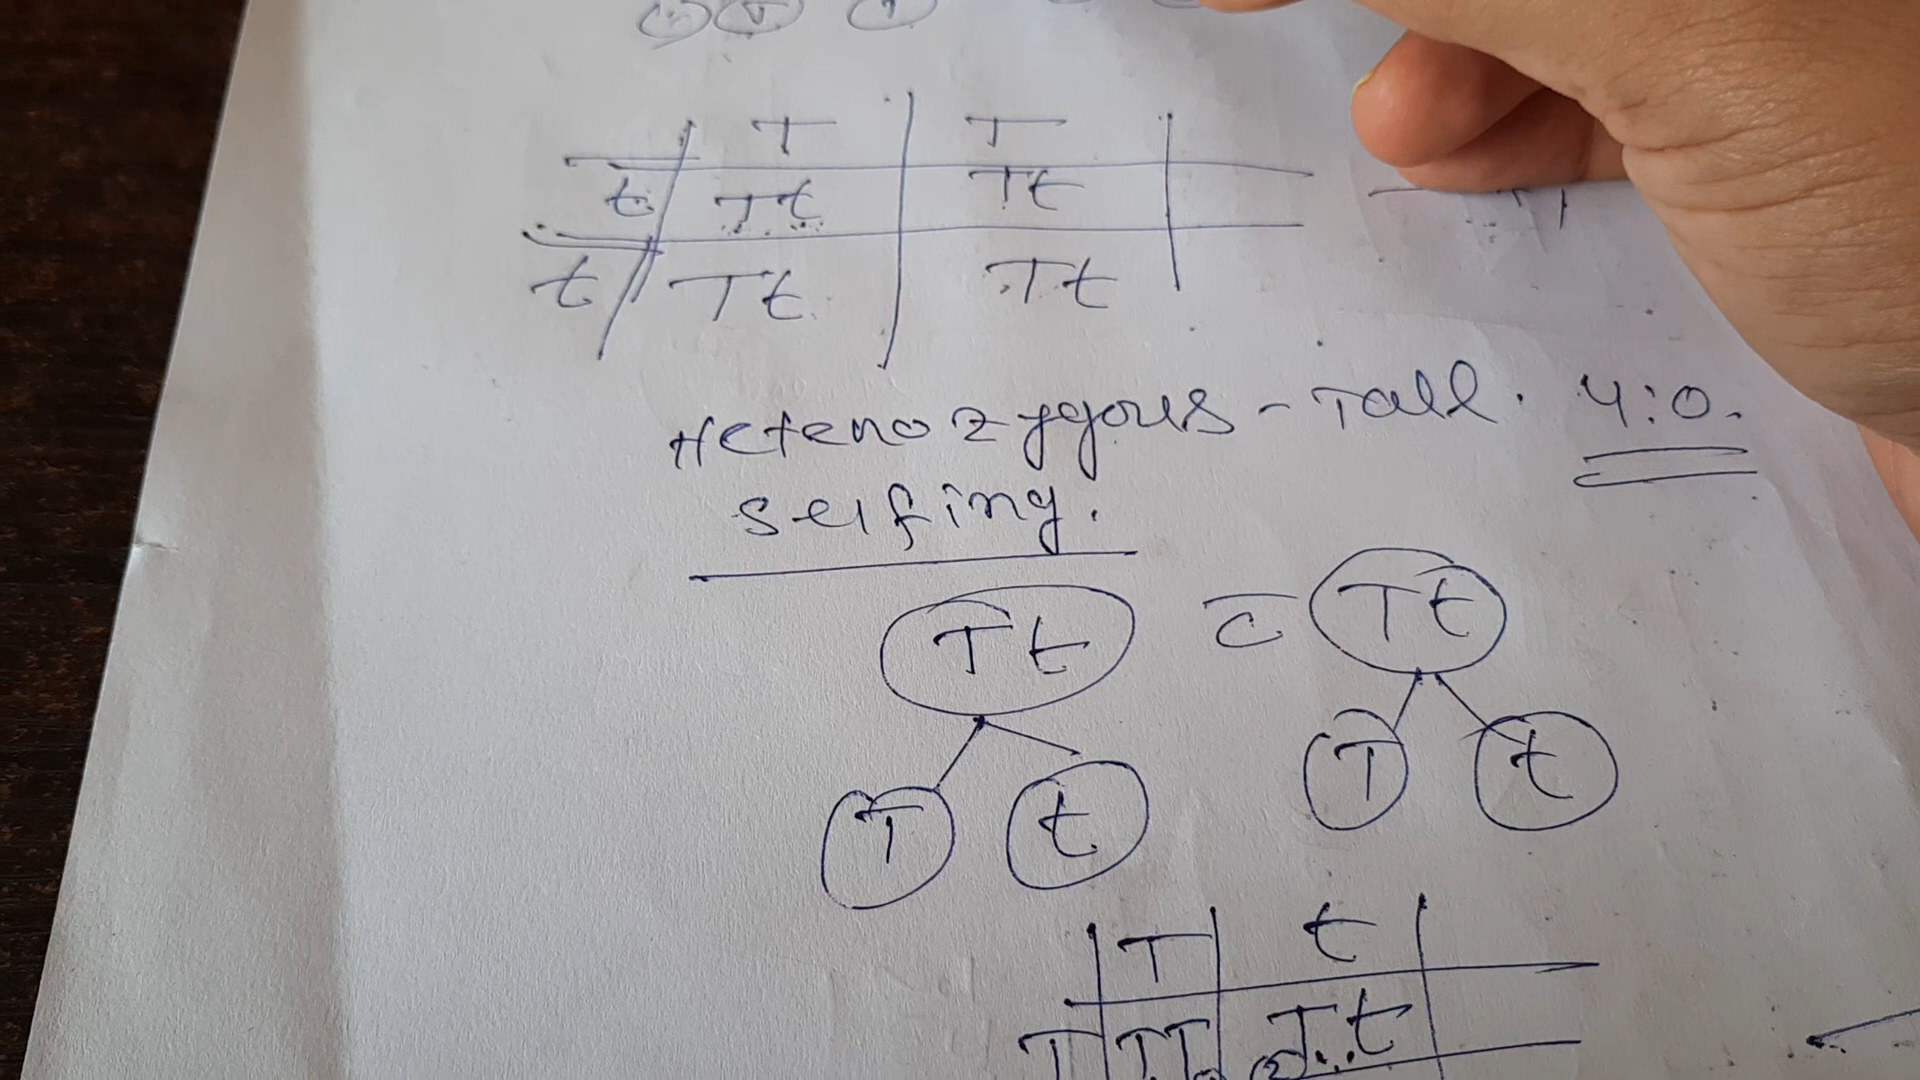 T T
t Tt Tt
t Tt Tt
Heterozygous - Tall. 4:0.
selfing.
Tt c Tt
T t T t
T t
T TT Tt